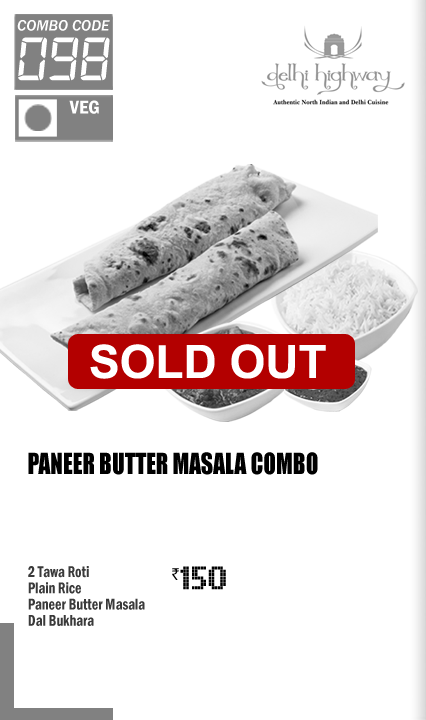 COMBO CODE
098
VEG
delhi highway
Authentic North Indian and Delhi Cuisine
SOLD OUT
PANEER BUTTER MASALA COMBO
2 Tawa Roti
Plain Rice
Paneer Butter Masala
Dal Bukhara
₹150